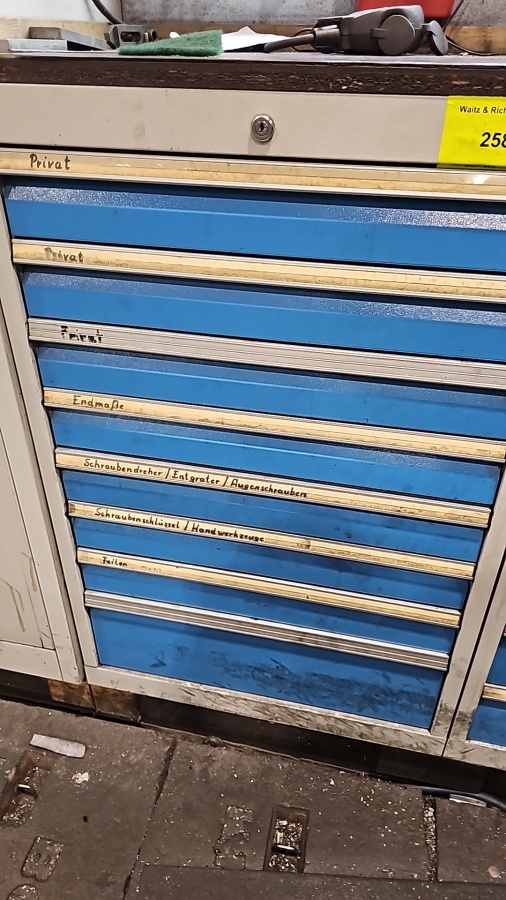 Waitz & Rich
258
Privat
Privat
Privat
Endmaße
Schraubendreher / Entgrater / Augenschrauben
Schraubenschlüssel / Handwerkzeuge
Feilen